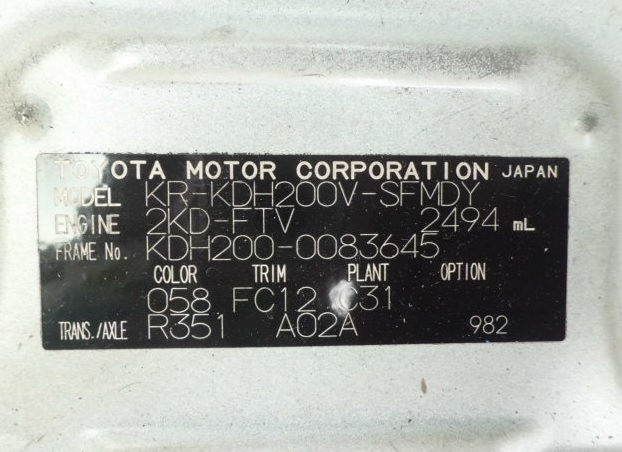 TOYOTA MOTOR CORPORATION JAPAN
MODEL KR-KDH200V-SFMDY
ENGINE 2KD-FTV 2494 mL
FRAME No. KDH200-0083645
COLOR TRIM PLANT OPTION
058 FC12 C31
TRANS./AXLE R351 A02A 982